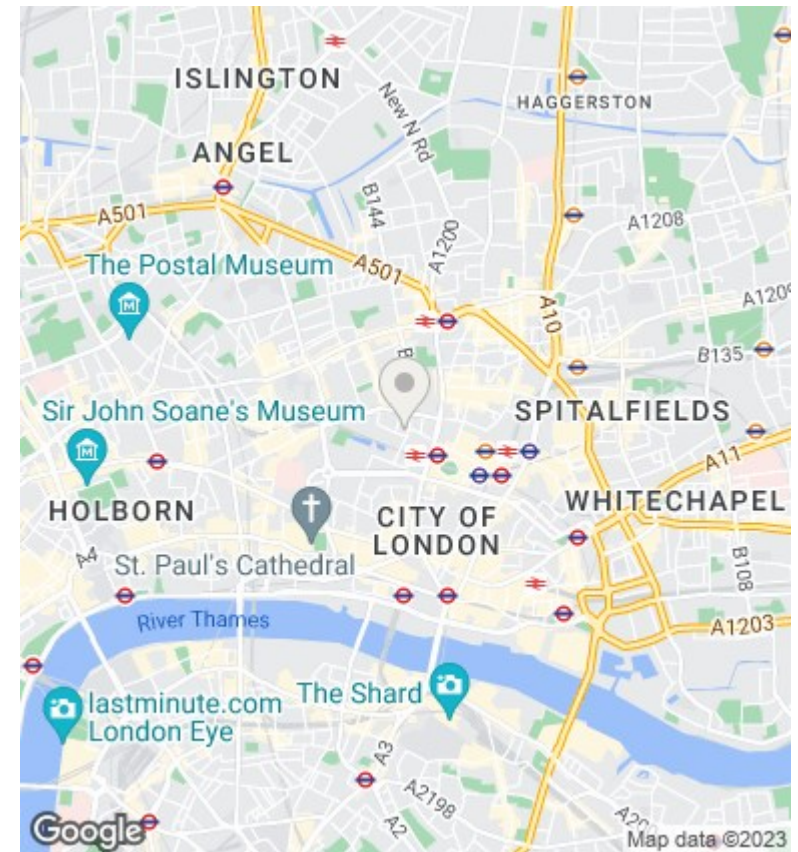 ISLINGTON
New N Rd
HAGGERSTON
ANGEL
B144
A501
A1208
A1200
The Postal Museum
A501
A10
A1209
B135
Sir John Soane's Museum
SPITALFIELDS
A11
HOLBORN
WHITECHAPEL
CITY OF
LONDON
A4
St. Paul's Cathedral
B108
River Thames
A1203
The Shard
lastminute.com
London Eye
A3
A2198
A2
Google
Map data ©2023